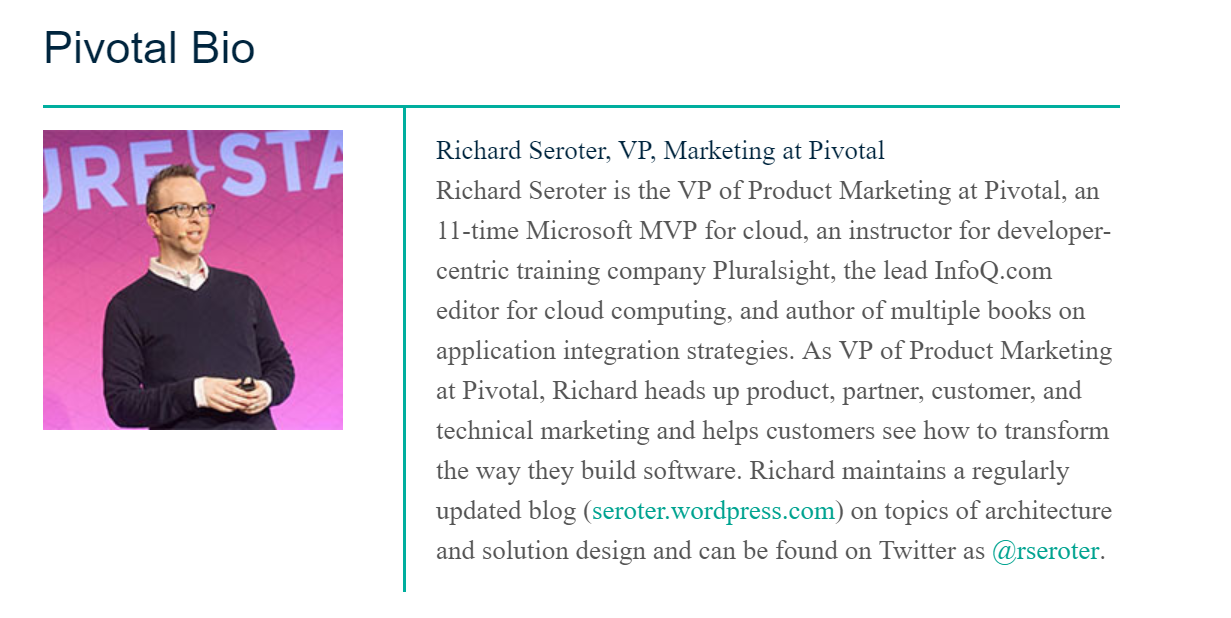 Pivotal Bio
URE
STA
Richard Seroter, VP, Marketing at Pivotal
Richard Seroter is the VP of Product Marketing at Pivotal, an
11-time Microsoft MVP for cloud, an instructor for developer-
centric training company Pluralsight, the lead InfoQ.com
editor for cloud computing, and author of multiple books on
application integration strategies. As VP of Product Marketing
at Pivotal, Richard heads up product, partner, customer, and
technical marketing and helps customers see how to transform
the way they build software. Richard maintains a regularly
updated blog (seroter.wordpress.com) on topics of architecture
and solution design and can be found on Twitter as @rseroter.